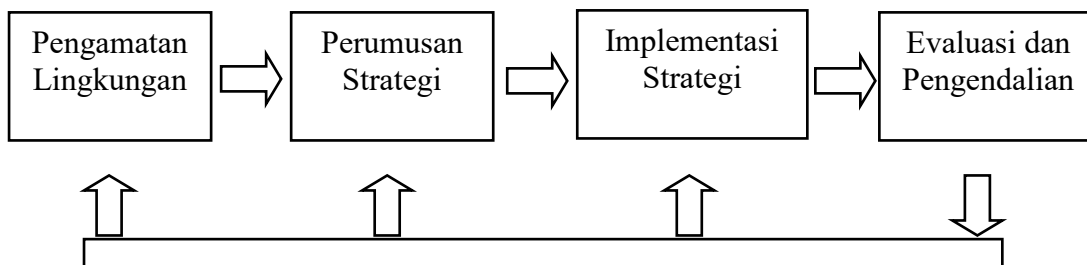 Pengamatan
Lingkungan
Perumusan
Strategi
Implementasi
Strategi
Evaluasi dan
Pengendalian